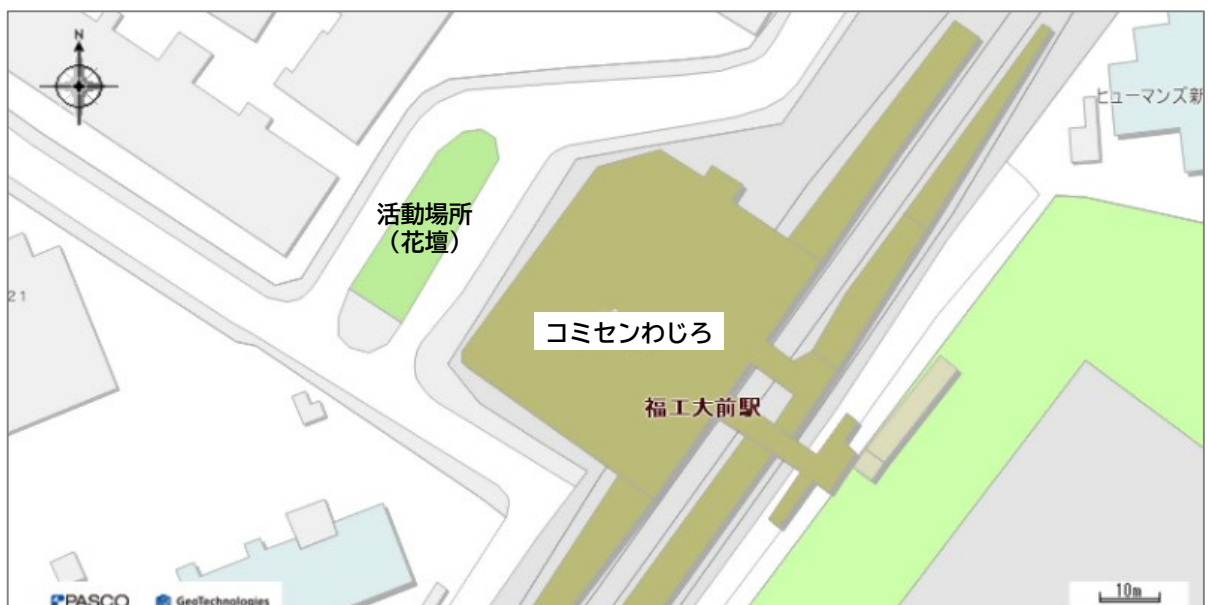 N
ヒューマンズ新
活動場所
（花壇）
21
コミセンわじろ
福工大前駅
PASCO
GeoTechnologies
10m